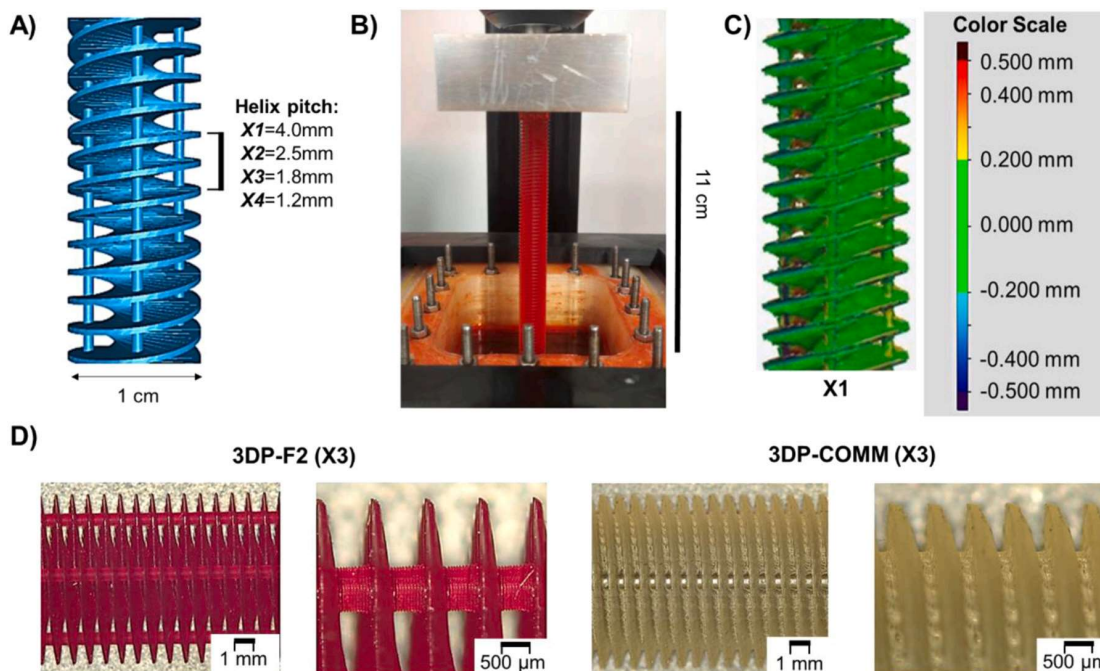 A)
Helix pitch:
X1=4.0mm
X2=2.5mm
X3=1.8mm
X4=1.2mm
1 cm
B)
11 cm
C)
X1
Color Scale
0.500 mm
0.400 mm
0.200 mm
0.000 mm
-0.200 mm
-0.400 mm
-0.500 mm
D)
3DP-F2 (X3)
1 mm
500 µm
3DP-COMM (X3)
1 mm
500 µm